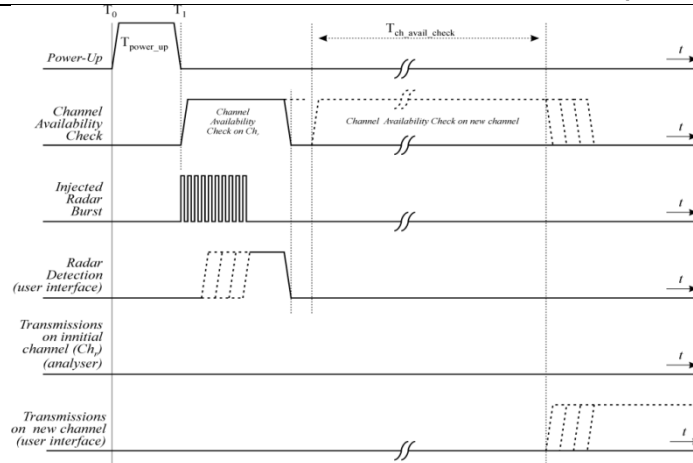 T0 T1
Tpower_up
Tch_avail_check
Power-Up
t
Channel
Availability
Check
Channel
Availability
Check on Chr
Channel Availability Check on new channel
t
Injected
Radar
Burst
t
Radar
Detection
(user interface)
t
Transmissions
on innitial
channel (Chr)
(analyser)
t
Transmissions
on new channel
(user interface)
t